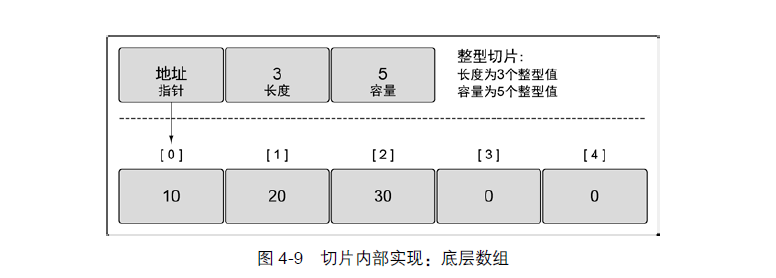 地址 3 5
指针 长度 容量
整型切片:
长度为3个整型值
容量为5个整型值
[0] [1] [2] [3] [4]
10 20 30 0 0
图 4-9 切片内部实现：底层数组